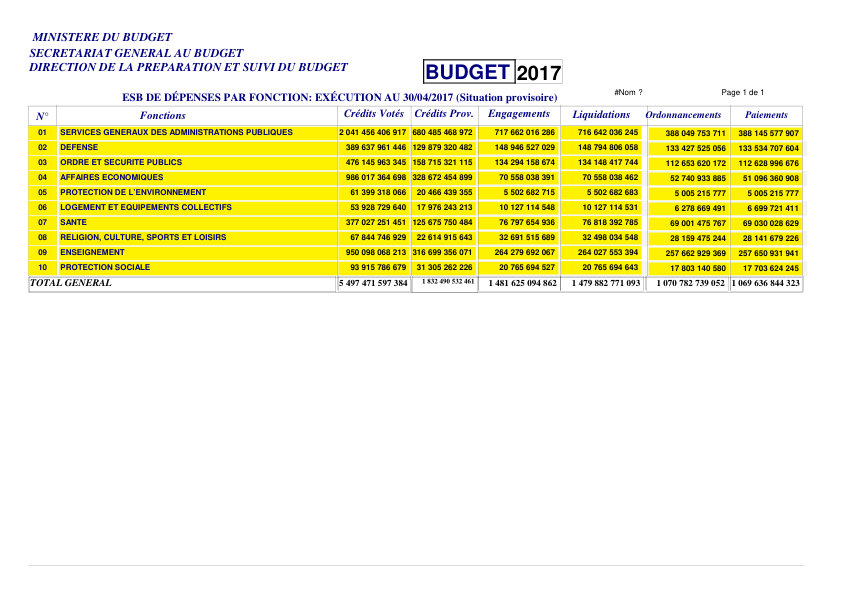 MINISTERE DU BUDGET
SECRETARIAT GENERAL AU BUDGET
DIRECTION DE LA PREPARATION ET SUIVI DU BUDGET
BUDGET 2017
#Nom ? Page 1 de 1
ESB DE DÉPENSES PAR FONCTION: EXÉCUTION AU 30/04/2017 (Situation provisoire)
N° Fonctions Crédits Votés Crédits Prov. Engagements Liquidations Ordonnancements Paiements
01 SERVICES GENERAUX DES ADMINISTRATIONS PUBLIQUES 2 041 456 406 917 680 485 468 972 717 662 016 286 716 642 036 245 388 049 753 711 388 145 577 907
02 DEFENSE 389 637 961 446 129 879 320 482 148 946 527 029 148 794 806 058 133 427 525 056 133 534 707 604
03 ORDRE ET SECURITE PUBLICS 476 145 963 345 158 715 321 115 134 294 158 674 134 148 417 744 112 653 620 172 112 628 996 676
04 AFFAIRES ECONOMIQUES 986 017 364 698 328 672 454 899 70 558 038 391 70 558 038 462 52 740 933 885 51 096 360 908
05 PROTECTION DE L'ENVIRONNEMENT 61 399 318 066 20 466 439 355 5 502 682 715 5 502 682 683 5 005 215 777 5 005 215 777
06 LOGEMENT ET EQUIPEMENTS COLLECTIFS 53 928 729 640 17 976 243 213 10 127 114 548 10 127 114 531 6 278 669 491 6 699 721 411
07 SANTE 377 027 251 451 125 675 750 484 76 797 654 936 76 818 392 785 69 001 475 767 69 030 028 629
08 RELIGION, CULTURE, SPORTS ET LOISIRS 67 844 746 929 22 614 915 643 32 691 515 689 32 498 034 548 28 159 475 244 28 141 679 226
09 ENSEIGNEMENT 950 098 068 213 316 699 356 071 264 279 692 067 264 027 553 394 257 662 929 369 257 650 931 941
10 PROTECTION SOCIALE 93 915 786 679 31 305 262 226 20 765 694 527 20 765 694 643 17 803 140 580 17 703 624 245
TOTAL GENERAL 5 497 471 597 384 1 832 490 532 461 1 481 625 094 862 1 479 882 771 093 1 070 782 739 052 1 069 636 844 323